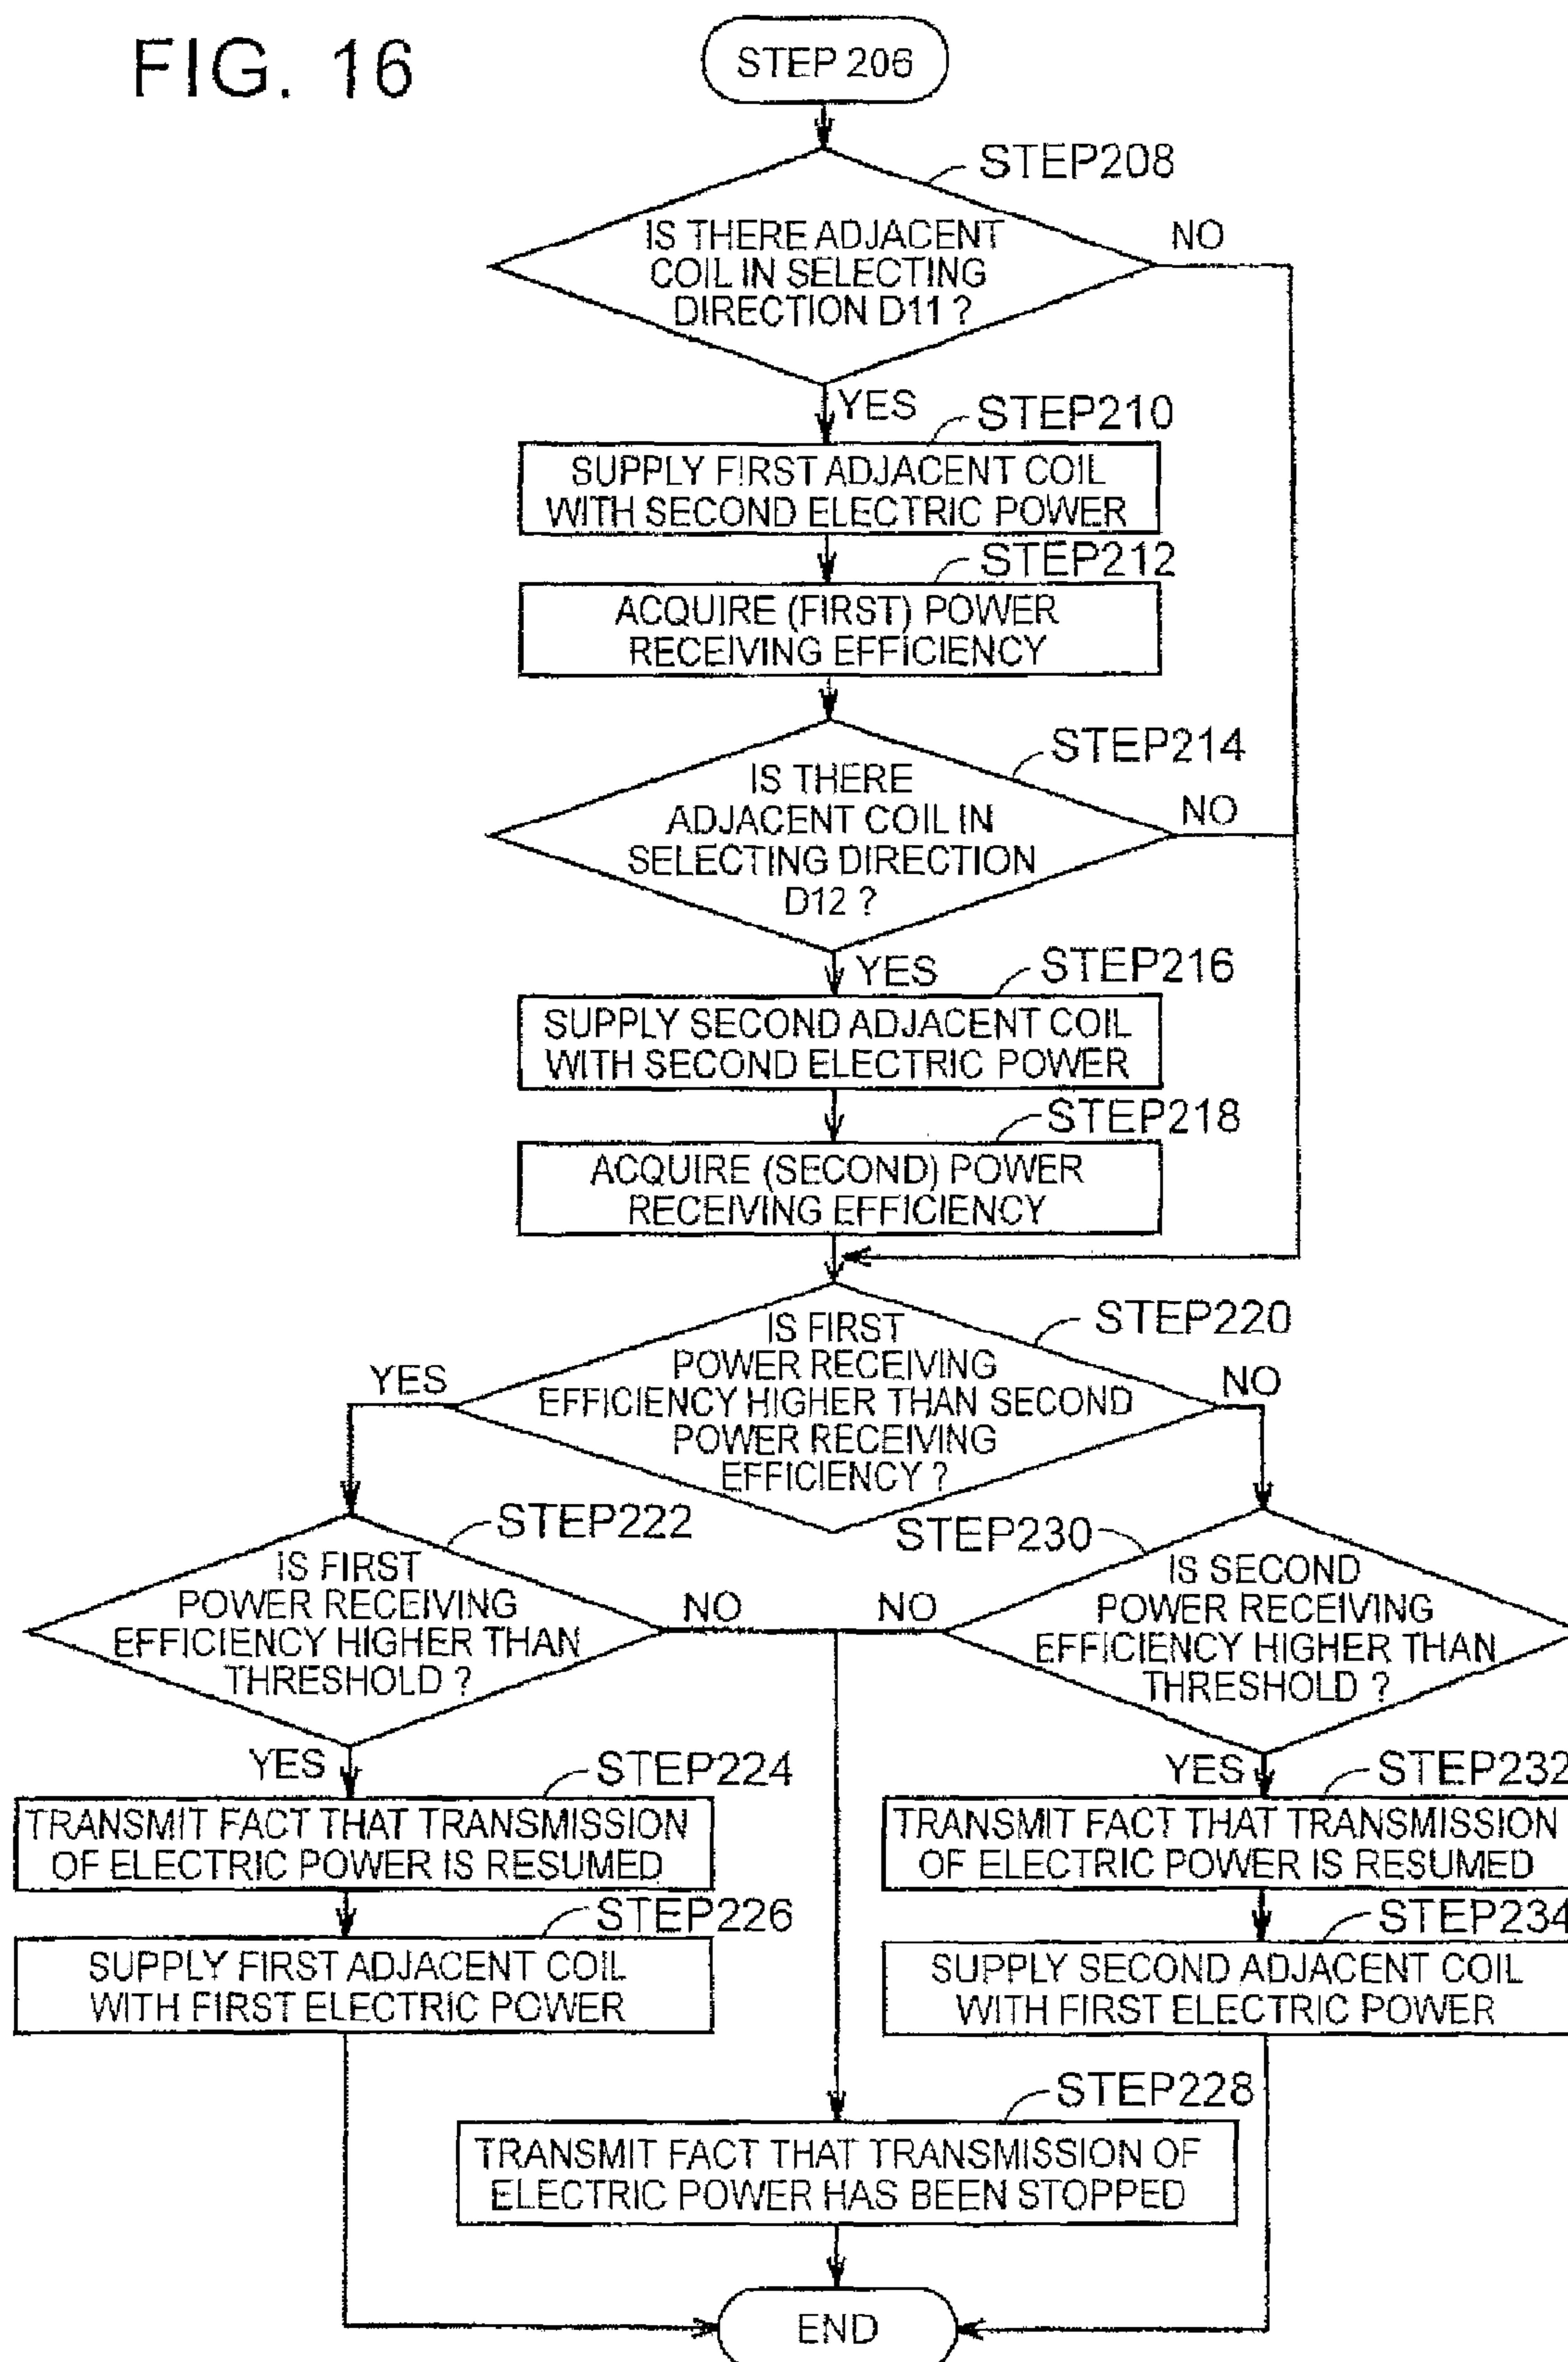 FIG. 16
STEP 206
STEP208
IS THERE ADJACENT
COIL IN SELECTING
DIRECTION D11 ?
NO
YES
STEP210
SUPPLY FIRST ADJACENT COIL
WITH SECOND ELECTRIC POWER
STEP212
ACQUIRE (FIRST) POWER
RECEIVING EFFICIENCY
STEP214
IS THERE
ADJACENT COIL IN
SELECTING DIRECTION
D12 ?
NO
YES
STEP216
SUPPLY SECOND ADJACENT COIL
WITH SECOND ELECTRIC POWER
STEP218
ACQUIRE (SECOND) POWER
RECEIVING EFFICIENCY
STEP220
IS FIRST
POWER RECEIVING
EFFICIENCY HIGHER THAN SECOND
POWER RECEIVING
EFFICIENCY ?
YES
NO
STEP222
IS FIRST
POWER RECEIVING
EFFICIENCY HIGHER THAN
THRESHOLD ?
NO
YES
STEP230
IS SECOND
POWER RECEIVING
EFFICIENCY HIGHER THAN
THRESHOLD ?
NO
YES
STEP224
TRANSMIT FACT THAT TRANSMISSION
OF ELECTRIC POWER IS RESUMED
STEP232
TRANSMIT FACT THAT TRANSMISSION
OF ELECTRIC POWER IS RESUMED
STEP226
SUPPLY FIRST ADJACENT COIL
WITH FIRST ELECTRIC POWER
STEP234
SUPPLY SECOND ADJACENT COIL
WITH FIRST ELECTRIC POWER
STEP228
TRANSMIT FACT THAT TRANSMISSION OF
ELECTRIC POWER HAS BEEN STOPPED
END